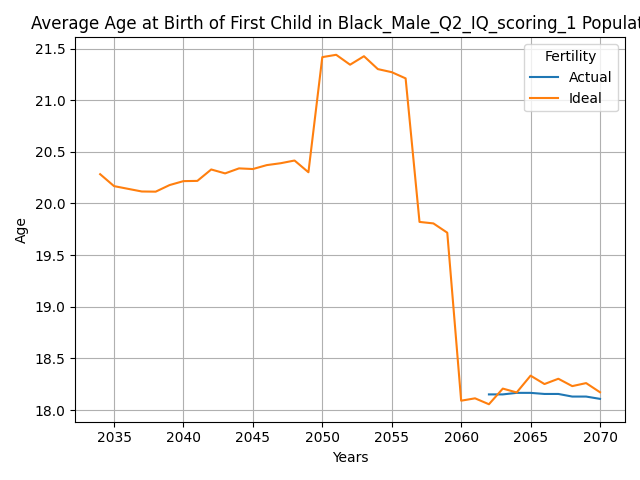 Average Age at Birth of First Child in Black_Male_Q2_IQ_scoring_1 Populat
Fertility
Actual
Ideal
21.5
21.0
20.5
20.0
19.5
19.0
18.5
18.0
Age
2035 2040 2045 2050 2055 2060 2065 2070
Years